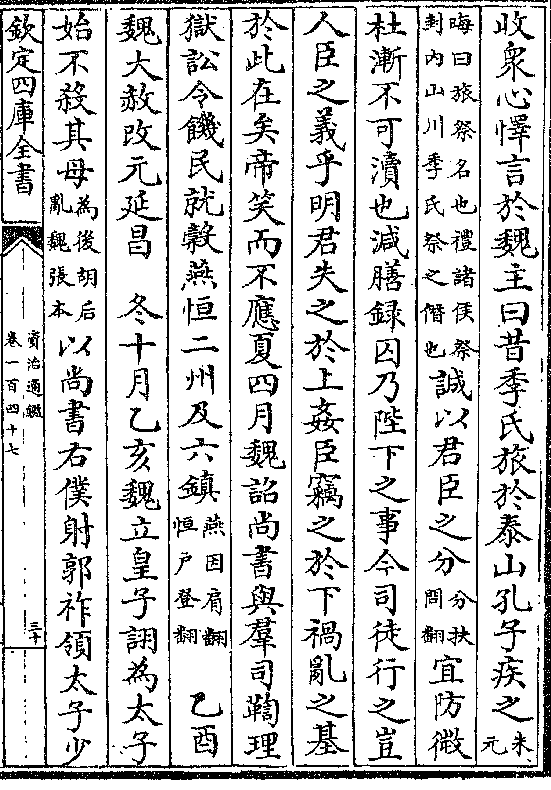 收衆心懌言於魏主曰昔季氏旅於泰山孔子疾之朱元
晦曰旅祭名也禮諸侯祭封内山川季氏祭之僭也誠以君臣之分分扶問翻宜防微
杜漸不可瀆也減膳録囚乃陛下之事今司徒行之豈
人臣之義乎明君失之於上姦臣竊之於下禍亂之基
於此在矣帝笑而不應夏四月魏詔尚書與羣司鞫理
獄訟令饑民就穀燕恒二州及六鎮燕因肩翻恒戶登翻乙酉
魏大赦改元延昌 冬十月乙亥魏立皇子詡為太子
始不殺其母為後胡后亂魏張本以尚書右僕射郭祚領太子少
欽定四庫全書
資治通鑑
卷一百四十七
三十